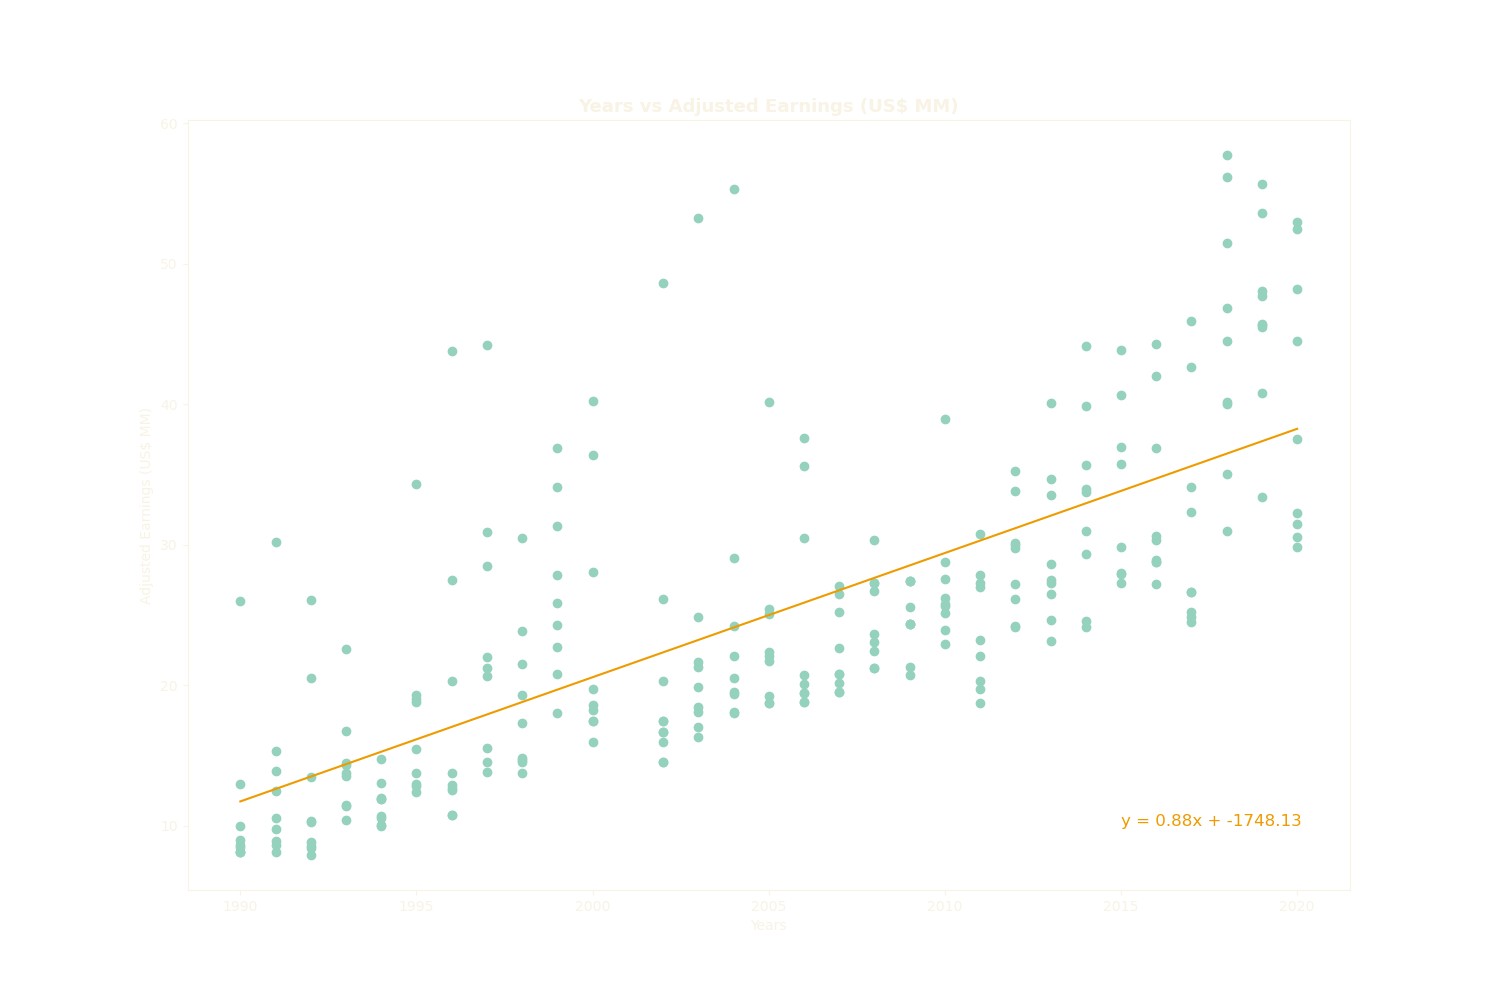 Years vs Adjusted Earnings (US$ MM)
60
50
40
30
20
10
Adjusted Earnings (US$ MM)
y = 0.88x + -1748.13
1990 1995 2000 2005 2010 2015 2020
Years